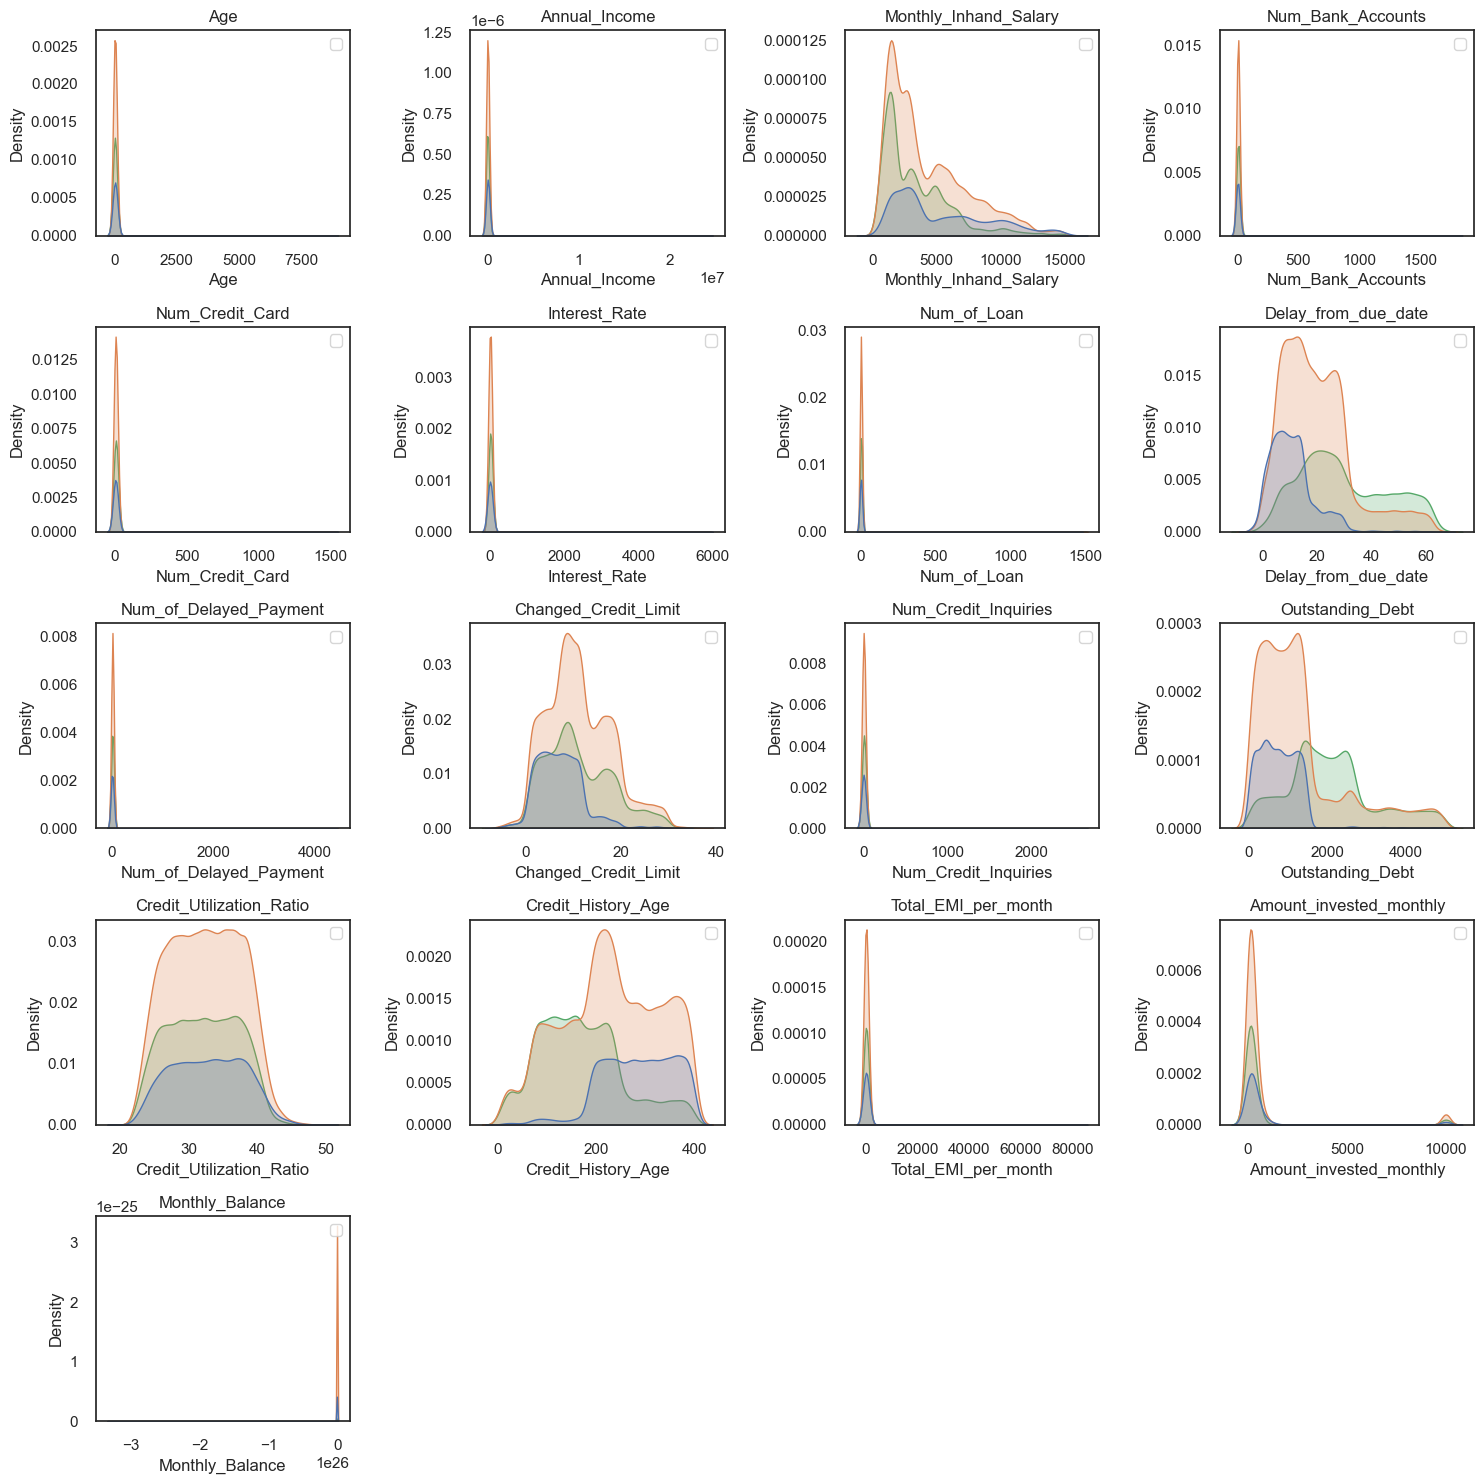 Age
Density
0.0025
0.0020
0.0015
0.0010
0.0005
0.0000
0 2500 5000 7500
Age
Annual_Income
1e−6
Density
1.25
1.00
0.75
0.50
0.25
0.00
0 1 2
1e7
Annual_Income
Monthly_Inhand_Salary
Density
0.000125
0.000100
0.000075
0.000050
0.000025
0.000000
0 5000 10000 15000
Monthly_Inhand_Salary
Num_Bank_Accounts
Density
0.015
0.010
0.005
0.000
0 500 1000 1500
Num_Bank_Accounts
Num_Credit_Card
Density
0.0125
0.0100
0.0075
0.0050
0.0025
0.0000
0 500 1000 1500
Num_Credit_Card
Interest_Rate
Density
0.003
0.002
0.001
0.000
0 2000 4000 6000
Interest_Rate
Num_of_Loan
Density
0.03
0.02
0.01
0.00
0 500 1000 1500
Num_of_Loan
Delay_from_due_date
Density
0.015
0.010
0.005
0.000
0 20 40 60
Delay_from_due_date
Num_of_Delayed_Payment
Density
0.008
0.006
0.004
0.002
0.000
0 2000 4000
Num_of_Delayed_Payment
Changed_Credit_Limit
Density
0.03
0.02
0.01
0.00
0 20 40
Changed_Credit_Limit
Num_Credit_Inquiries
Density
0.008
0.006
0.004
0.002
0.000
0 1000 2000
Num_Credit_Inquiries
Outstanding_Debt
Density
0.0003
0.0002
0.0001
0.0000
0 2000 4000
Outstanding_Debt
Credit_Utilization_Ratio
Density
0.03
0.02
0.01
0.00
20 30 40 50
Credit_Utilization_Ratio
Credit_History_Age
Density
0.0020
0.0015
0.0010
0.0005
0.0000
0 200 400
Credit_History_Age
Total_EMI_per_month
Density
0.00020
0.00015
0.00010
0.00005
0.00000
0 20000 40000 60000 80000
Total_EMI_per_month
Amount_invested_monthly
Density
0.0006
0.0004
0.0002
0.0000
0 5000 10000
Amount_invested_monthly
Monthly_Balance
1e−25
Density
3
2
1
0
−3 −2 −1 0
1e26
Monthly_Balance